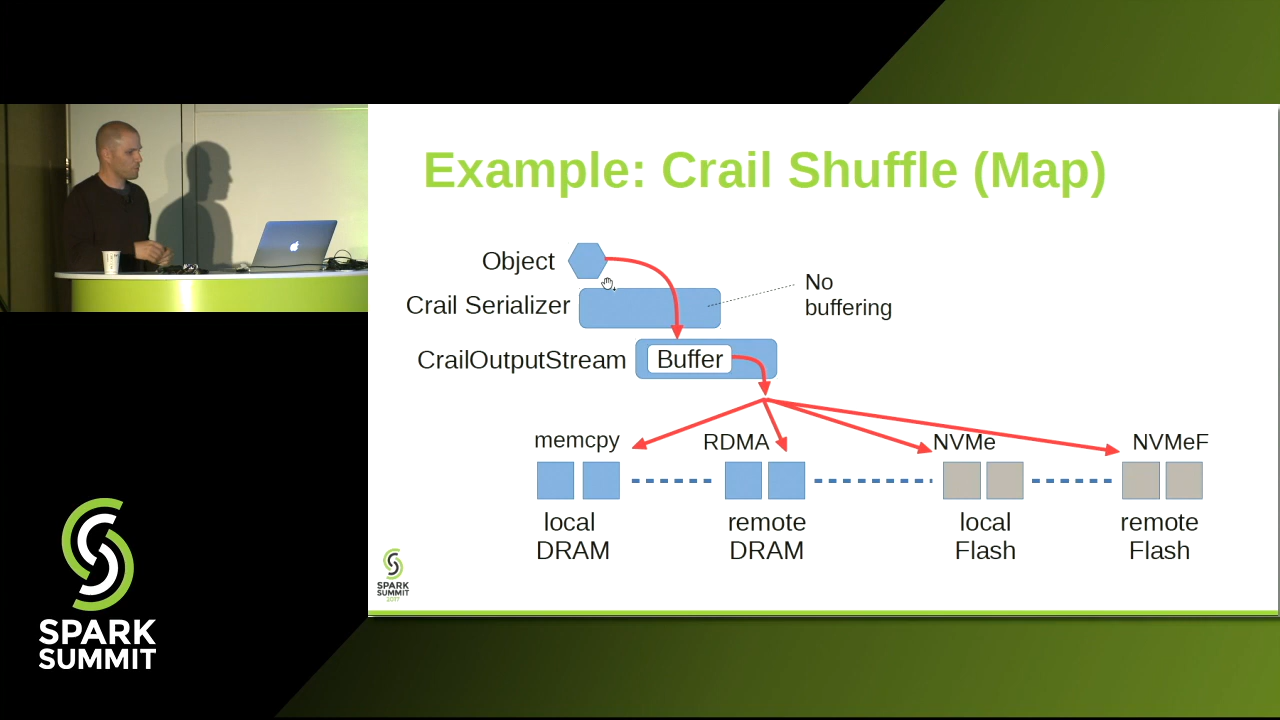 Example: Crail Shuffle (Map)
Object
Crail Serializer
No
buffering
CrailOutputStream
Buffer
memcpy
RDMA
NVMe
NVMeF
local
DRAM
remote
DRAM
local
Flash
remote
Flash
SPARK
SUMMIT
2017
SPARK
SUMMIT